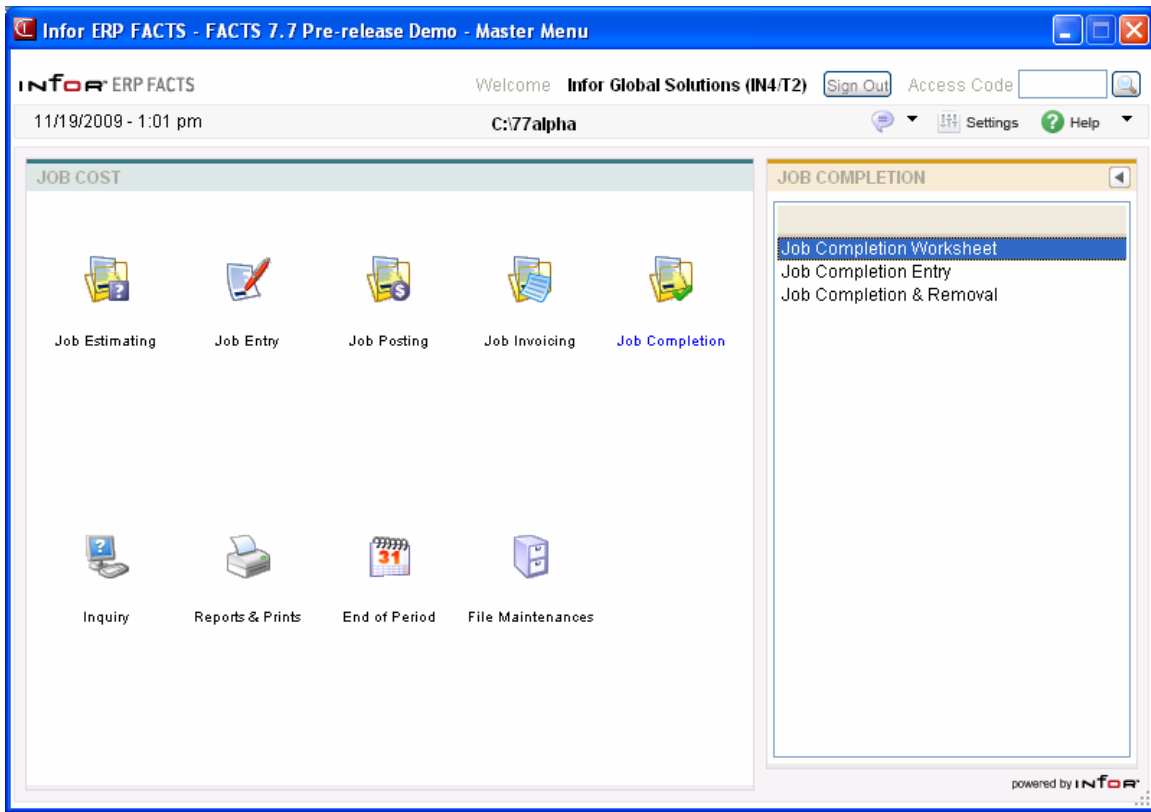 Infor ERP FACTS - FACTS 7.7 Pre-release Demo - Master Menu
infor ERP FACTS
Welcome Infor Global Solutions (IN4/T2) Sign Out Access Code
11/19/2009 - 1:01 pm C:\77alpha Settings ? Help
JOB COST
Job Estimating Job Entry Job Posting Job Invoicing Job Completion
31
Inquiry Reports & Prints End of Period File Maintenances
JOB COMPLETION
Job Completion Worksheet
Job Completion Entry
Job Completion & Removal
powered by infor